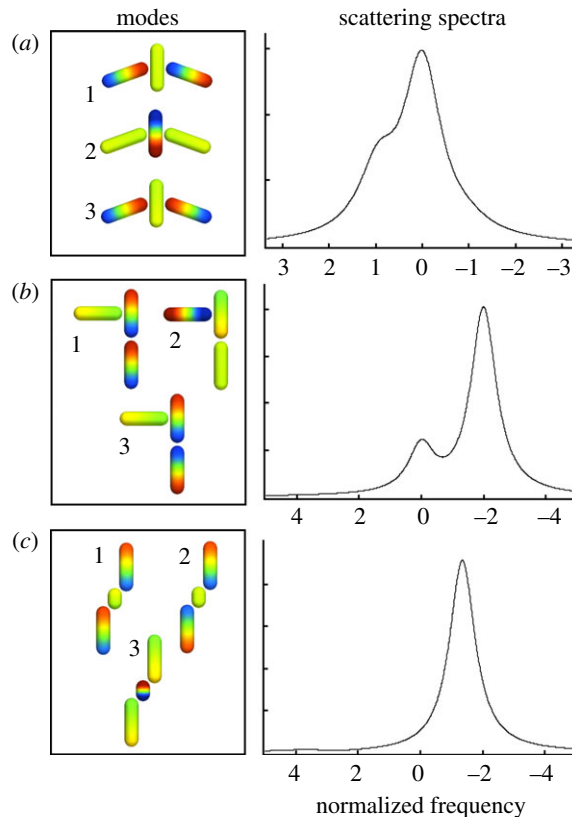 modes scattering spectra
(a)
1
2
3
3 2 1 0 –1 –2 –3
(b)
1 2
3
4 2 0 –2 –4
(c)
1 2
3
4 2 0 –2 –4
normalized frequency